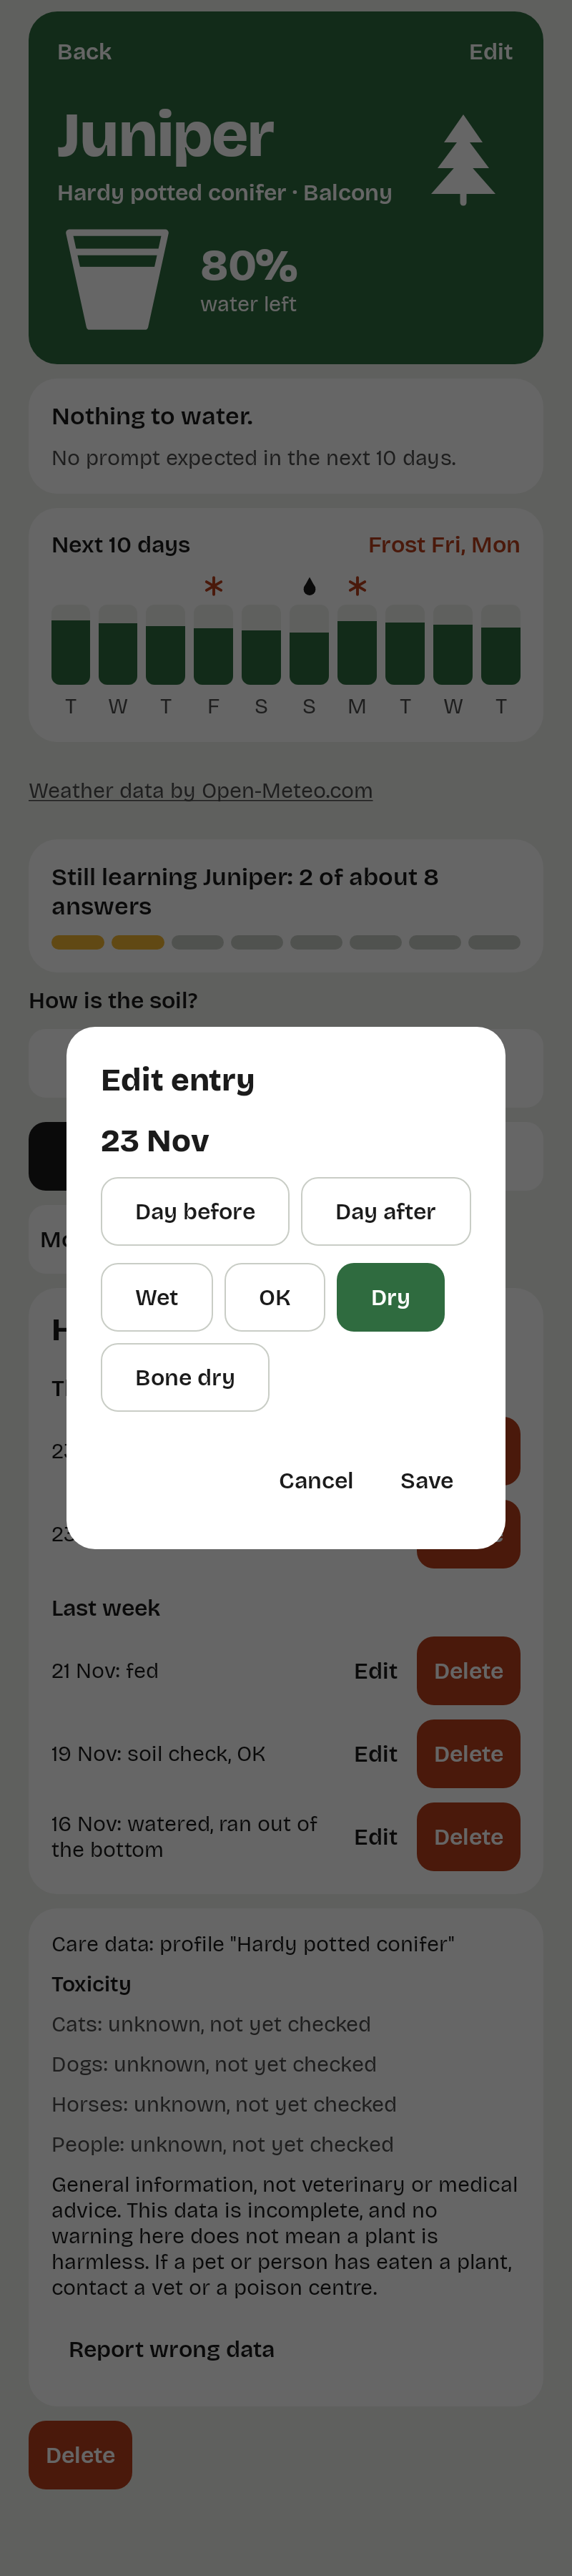 Back
Edit
Juniper
Hardy potted conifer · Balcony
80%
water left
Nothing to water.
No prompt expected in the next 10 days.
Next 10 days
Frost Fri, Mon
T W T F S S M T W T
Weather data by Open-Meteo.com
Still learning Juniper: 2 of about 8
answers
How is the soil?
Edit entry
23 Nov
Day before
Day after
Wet
OK
Dry
Bone dry
Cancel
Save
Last week
21 Nov: fed
Edit
Delete
19 Nov: soil check, OK
Edit
Delete
16 Nov: watered, ran out of
the bottom
Edit
Delete
Care data: profile "Hardy potted conifer"
Toxicity
Cats: unknown, not yet checked
Dogs: unknown, not yet checked
Horses: unknown, not yet checked
People: unknown, not yet checked
General information, not veterinary or medical
advice. This data is incomplete, and no
warning here does not mean a plant is
harmless. If a pet or person has eaten a plant,
contact a vet or a poison centre.
Report wrong data
Delete